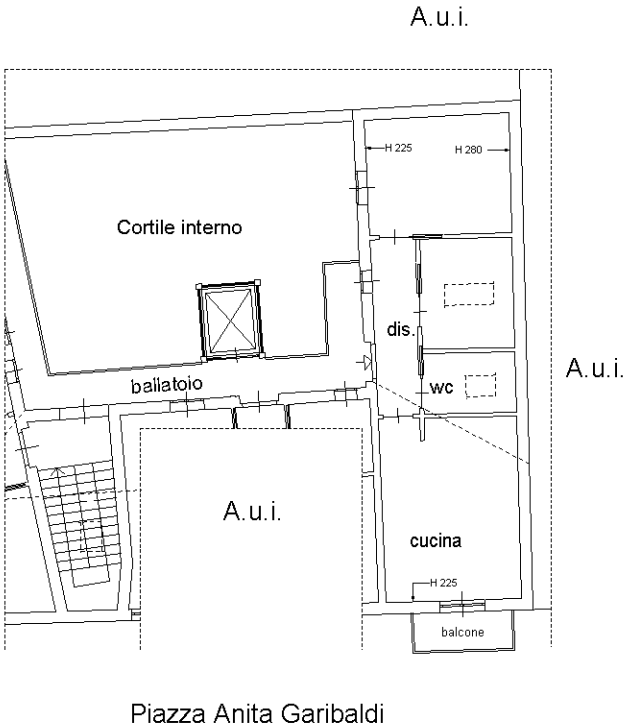 A.u.i.
H 225
H 280
Cortile interno
dis.
A.u.i.
ballatoio
wc
A.u.i.
cucina
H 225
balcone
Piazza Anita Garibaldi